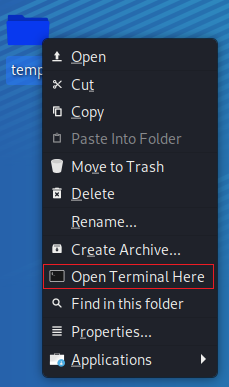 temp
Open
Cut
Copy
Paste Into Folder
Move to Trash
Delete
Rename...
Create Archive...
Open Terminal Here
Find in this folder
Properties...
Applications